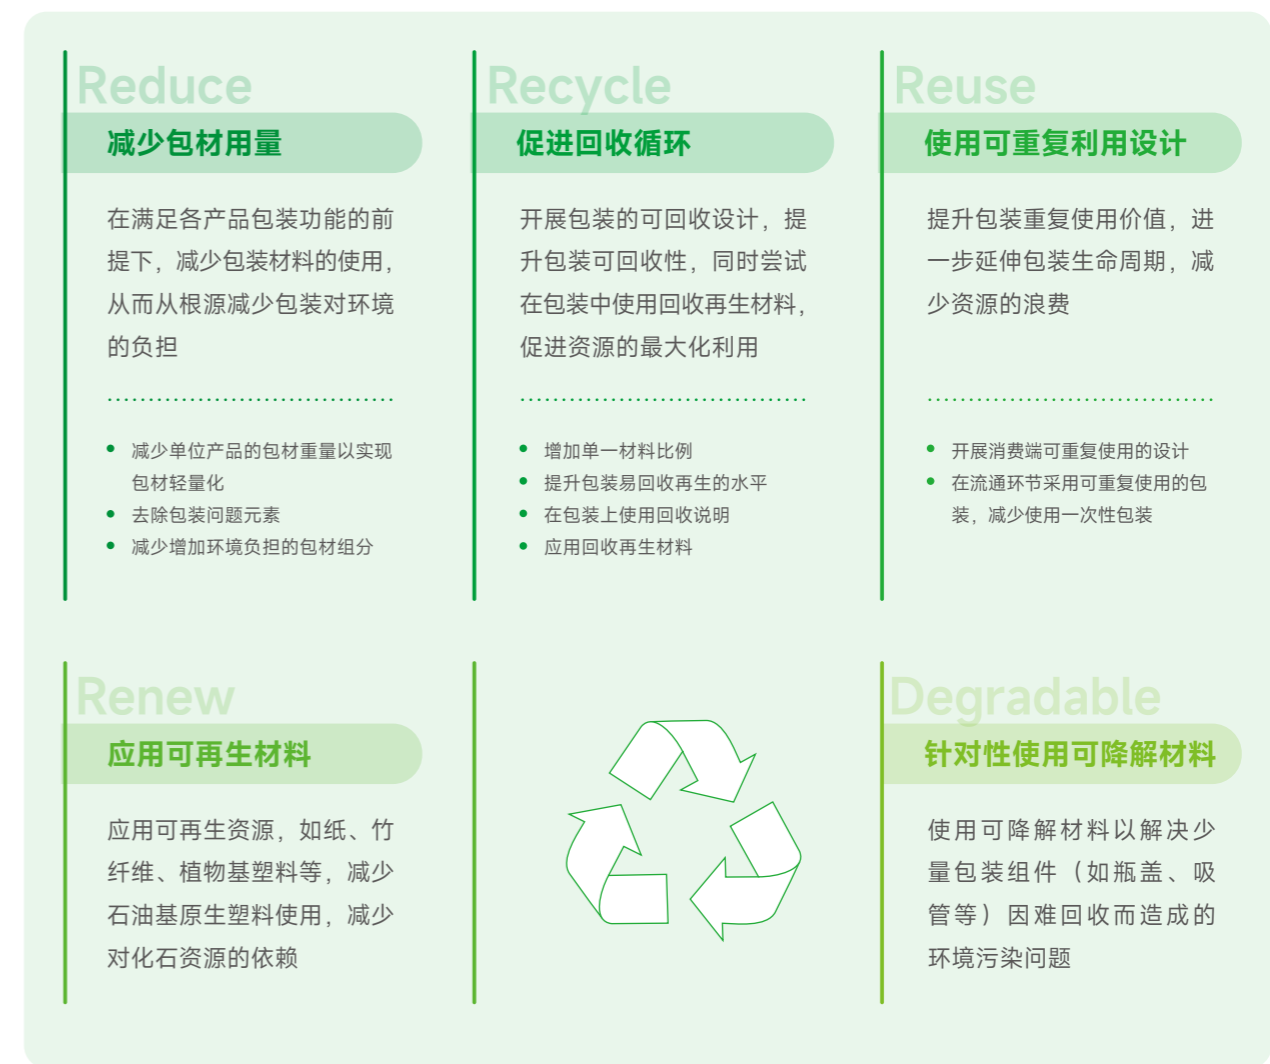 Reduce
减少包材用量
在满足各产品包装功能的前
提下，减少包装材料的使用，
从而从根源减少包装对环境
的负担
减少单位产品的包材重量以实现
包材轻量化
去除包装问题元素
减少增加环境负担的包材组分
Recycle
促进回收循环
开展包装的可回收设计，提
升包装可回收性，同时尝试
在包装中使用回收再生材料，
促进资源的最大化利用
增加单一材料比例
提升包装易回收再生的水平
在包装上使用回收说明
应用回收再生材料
Reuse
使用可重复利用设计
提升包装重复使用价值，进
一步延伸包装生命周期，减
少资源的浪费
开展消费端可重复使用的设计
在流通环节采用可重复使用的包
装，减少使用一次性包装
Renew
应用可再生材料
应用可再生资源，如纸、竹
纤维、植物基塑料等，减少
石油基原生塑料使用，减少
对化石资源的依赖
Degradable
针对性使用可降解材料
使用可降解材料以解决少
量包装组件（如瓶盖、吸
管等）因难回收而造成的
环境污染问题